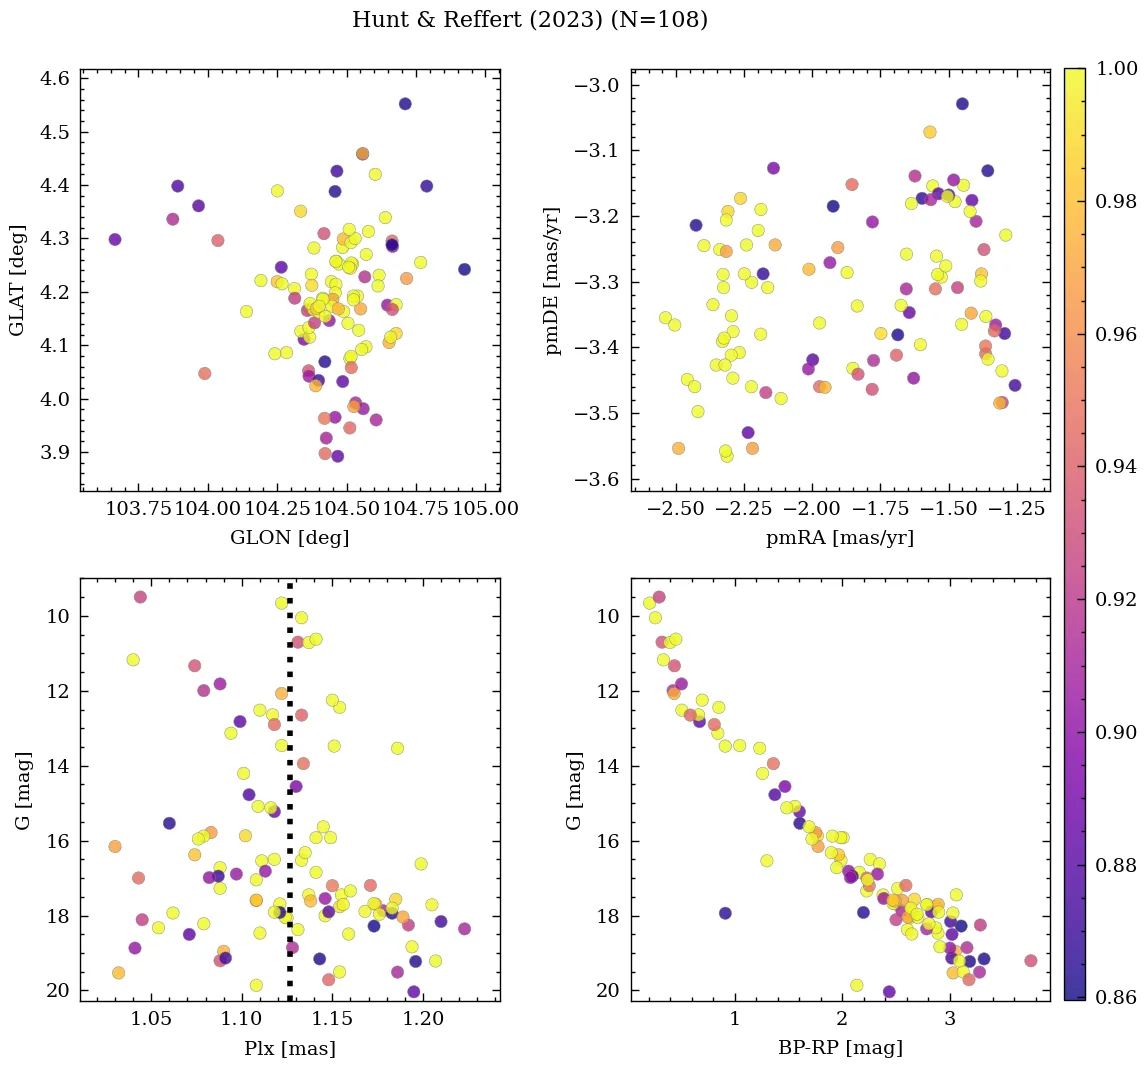 Hunt & Reffert (2023) (N=108)
4.6
4.5
4.4
4.3
4.2
4.1
4.0
3.9
GLAT [deg]
103.75 104.00 104.25 104.50 104.75 105.00
GLON [deg]
−3.0
−3.1
−3.2
−3.3
−3.4
−3.5
−3.6
pmDE [mas/yr]
−2.50 −2.25 −2.00 −1.75 −1.50 −1.25
pmRA [mas/yr]
10
12
14
16
18
20
G [mag]
1.05 1.10 1.15 1.20
Plx [mas]
10
12
14
16
18
20
G [mag]
1 2 3
BP-RP [mag]
1.00
0.98
0.96
0.94
0.92
0.90
0.88
0.86